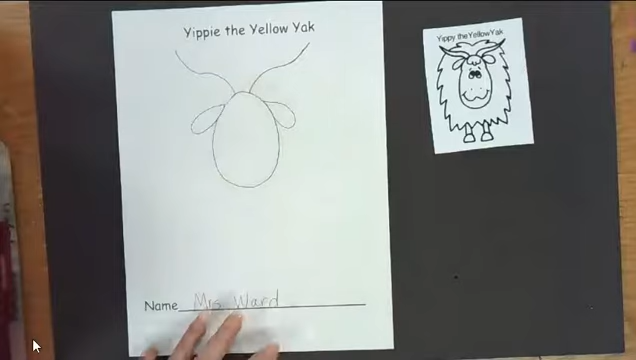 Yippie the Yellow Yak
Yippy the Yellow Yak
Name Mrs. Ward